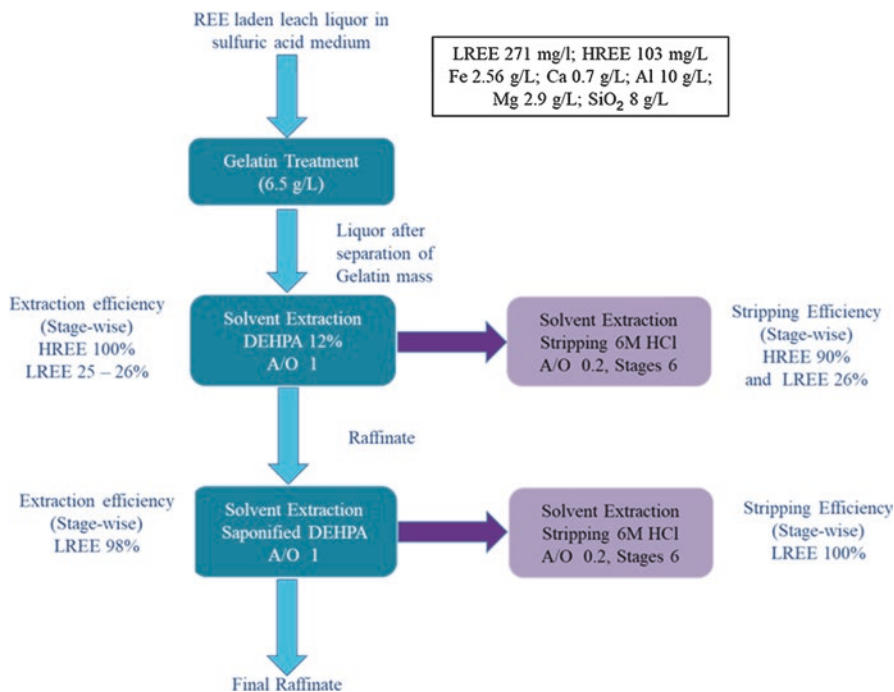 REE laden leach liquor in
sulfuric acid medium
LREE 271 mg/l; HREE 103 mg/L
Fe 2.56 g/L; Ca 0.7 g/L; Al 10 g/L;
Mg 2.9 g/L; SiO₂ 8 g/L
Gelatin Treatment
(6.5 g/L)
Liquor after
separation of
Gelatin mass
Extraction efficiency
(Stage-wise)
HREE 100%
LREE 25 – 26%
Solvent Extraction
DEHPA 12%
A/O 1
Solvent Extraction
Stripping 6M HCl
A/O 0.2, Stages 6
Stripping Efficiency
(Stage-wise)
HREE 90%
and LREE 26%
Raffinate
Extraction efficiency
(Stage-wise)
LREE 98%
Solvent Extraction
Saponified DEHPA
A/O 1
Solvent Extraction
Stripping 6M HCl
A/O 0.2, Stages 6
Stripping Efficiency
(Stage-wise)
LREE 100%
Final Raffinate